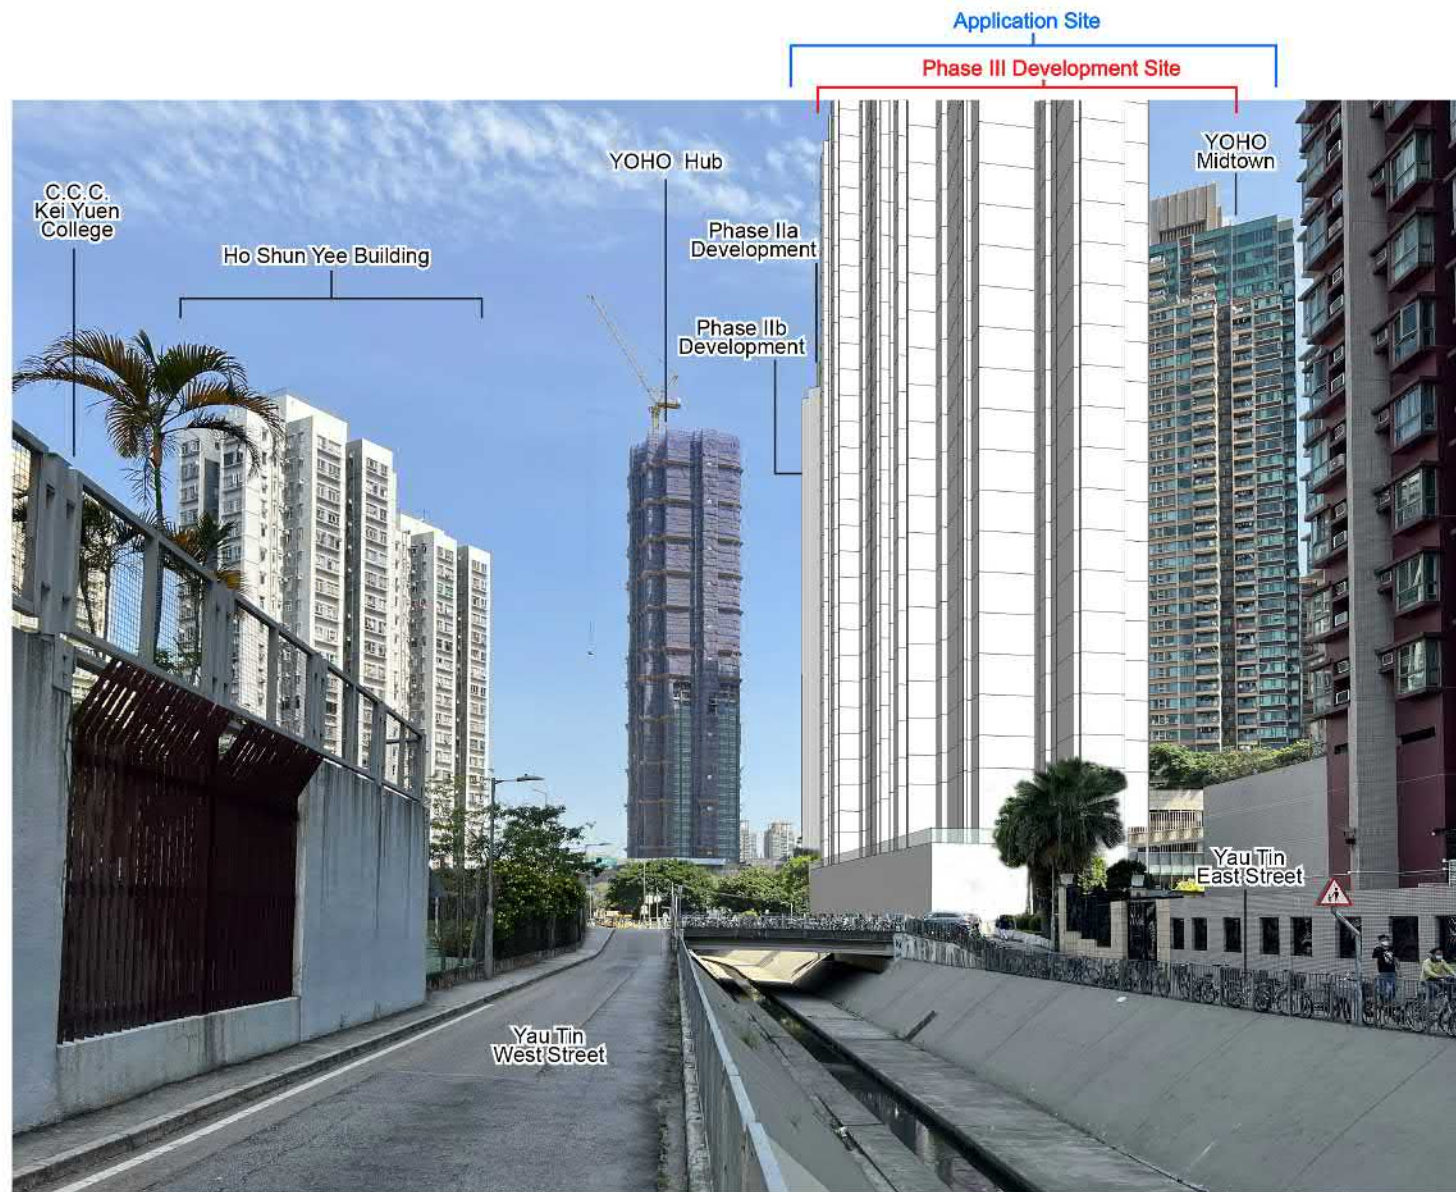 Application Site
Phase III Development Site
YOHO
Midtown
YOHO Hub
C.C.C.
Kei Yuen
College
Phase IIa
Development
Ho Shun Yee Building
Phase IIb
Development
Yau Tin
East Street
Yau Tin
West Street